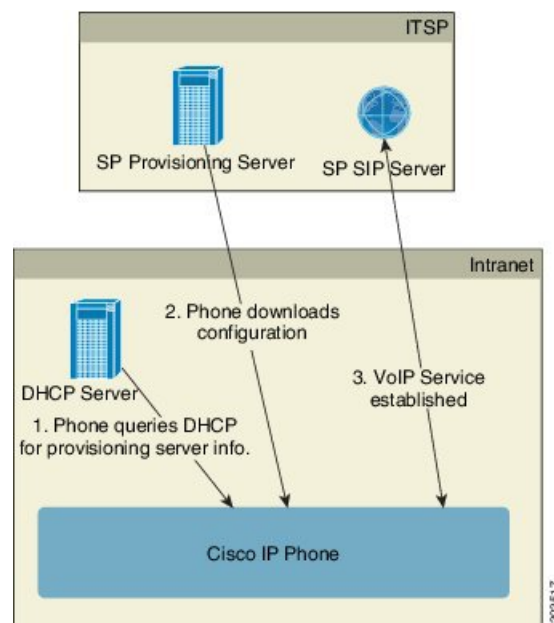 ITSP
SP Provisioning Server
SP SIP Server
Intranet
2. Phone downloads
configuration
DHCP Server
3. VoIP Service
established
1. Phone queries DHCP
for provisioning server info.
Cisco IP Phone